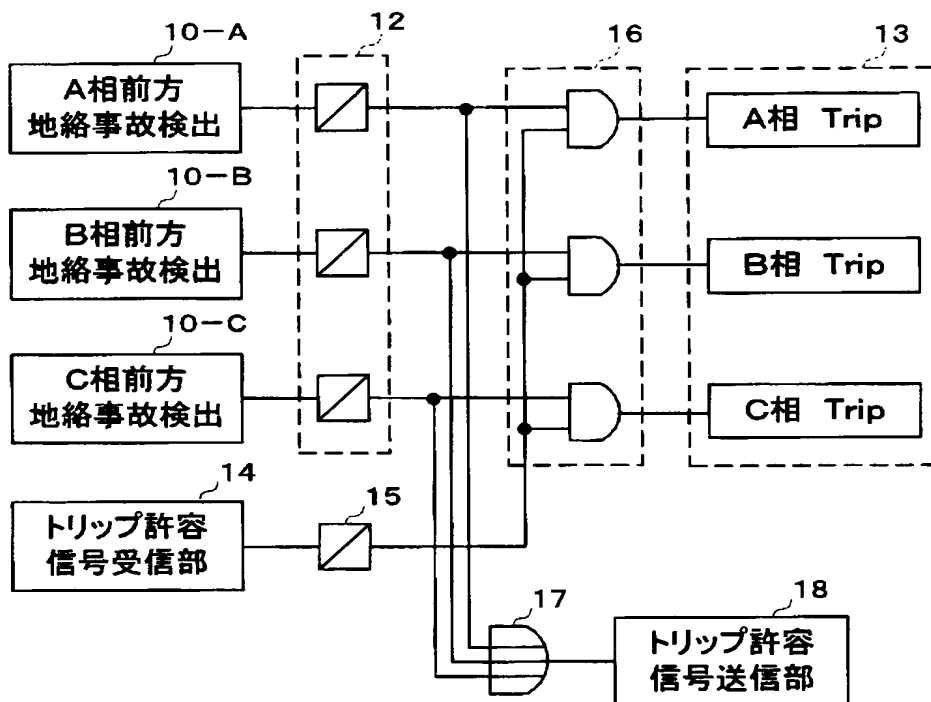 10-A
A相前方
地絡事故検出
12
16
13
A相 Trip
10-B
B相前方
地絡事故検出
B相 Trip
10-C
C相前方
地絡事故検出
C相 Trip
14
トリップ許容
信号受信部
15
17
18
トリップ許容
信号送信部